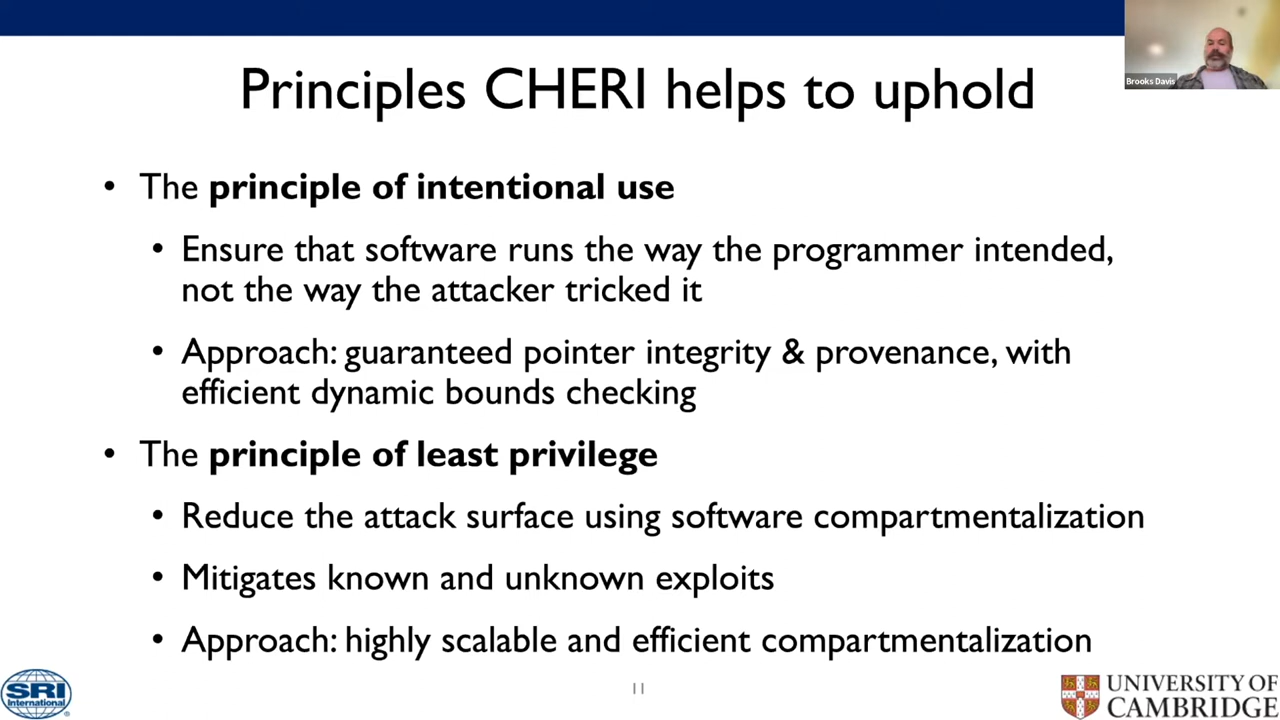 Brooks Davis
Principles CHERI helps to uphold
• The principle of intentional use
• Ensure that software runs the way the programmer intended,
not the way the attacker tricked it
• Approach: guaranteed pointer integrity & provenance, with
efficient dynamic bounds checking
• The principle of least privilege
• Reduce the attack surface using software compartmentalization
• Mitigates known and unknown exploits
• Approach: highly scalable and efficient compartmentalization
SRI
International
11
UNIVERSITY OF
CAMBRIDGE